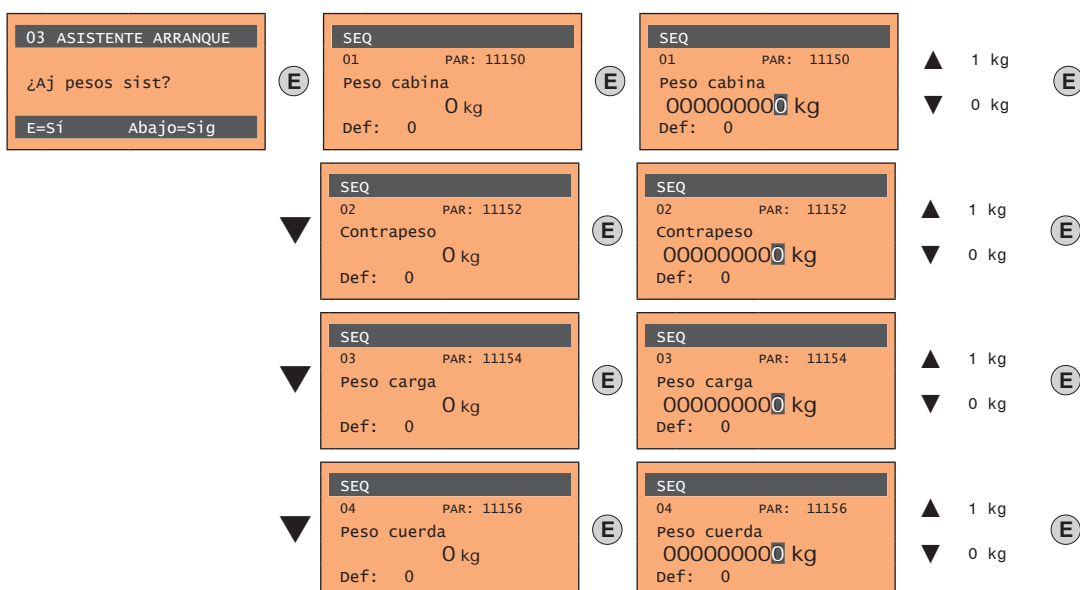 03 ASISTENTE ARRANQUE
¿Aj pesos sist?
E=Sí Abajo=Sig
E
SEQ
01 PAR: 11150
Peso cabina
0 kg
Def: 0
E
SEQ
01 PAR: 11150
Peso cabina
000000000 kg
Def: 0
▲ 1 kg
▼ 0 kg
E
▼
SEQ
02 PAR: 11152
Contrapeso
0 kg
Def: 0
E
SEQ
02 PAR: 11152
Contrapeso
000000000 kg
Def: 0
▲ 1 kg
▼ 0 kg
E
▼
SEQ
03 PAR: 11154
Peso carga
0 kg
Def: 0
E
SEQ
03 PAR: 11154
Peso carga
000000000 kg
Def: 0
▲ 1 kg
▼ 0 kg
E
▼
SEQ
04 PAR: 11156
Peso cuerda
0 kg
Def: 0
E
SEQ
04 PAR: 11156
Peso cuerda
000000000 kg
Def: 0
▲ 1 kg
▼ 0 kg
E